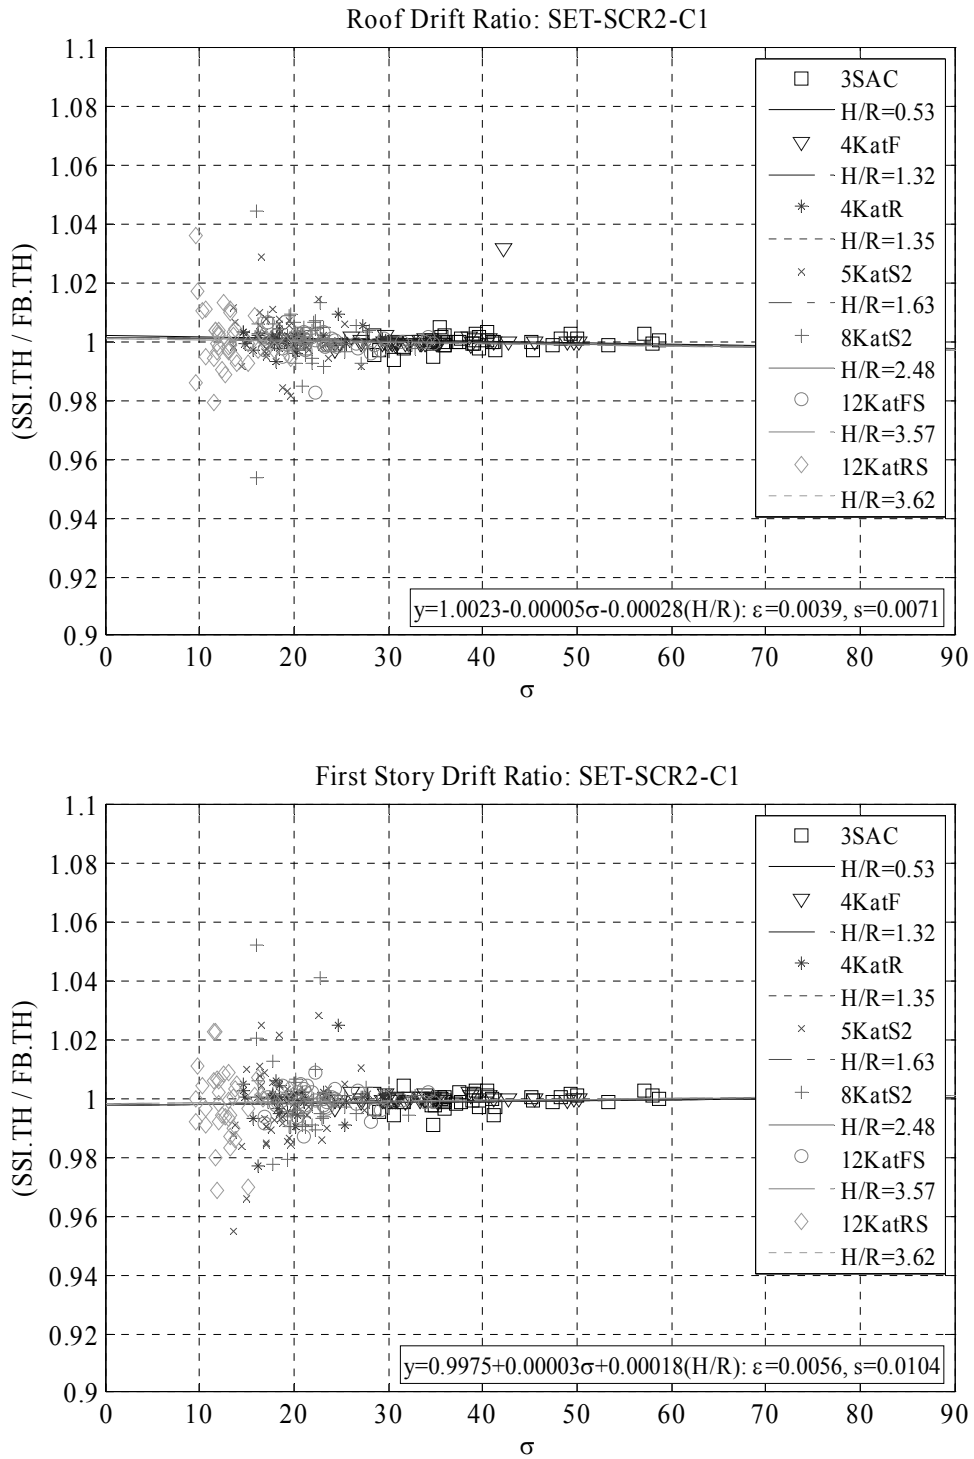 Roof Drift Ratio: SET-SCR2-C1
1.1
1.08
1.06
1.04
1.02
1
0.98
0.96
0.94
0.92
0.9
(SSI.TH / FB.TH)
3SAC
H/R=0.53
4KatF
H/R=1.32
4KatR
H/R=1.35
5KatS2
H/R=1.63
8KatS2
H/R=2.48
12KatFS
H/R=3.57
12KatRS
H/R=3.62
y=1.0023-0.00005σ-0.00028(H/R): ε=0.0039, s=0.0071
0 10 20 30 40 50 60 70 80 90
σ
First Story Drift Ratio: SET-SCR2-C1
1.1
1.08
1.06
1.04
1.02
1
0.98
0.96
0.94
0.92
0.9
(SSI.TH / FB.TH)
3SAC
H/R=0.53
4KatF
H/R=1.32
4KatR
H/R=1.35
5KatS2
H/R=1.63
8KatS2
H/R=2.48
12KatFS
H/R=3.57
12KatRS
H/R=3.62
y=0.9975+0.00003σ+0.00018(H/R): ε=0.0056, s=0.0104
0 10 20 30 40 50 60 70 80 90
σ